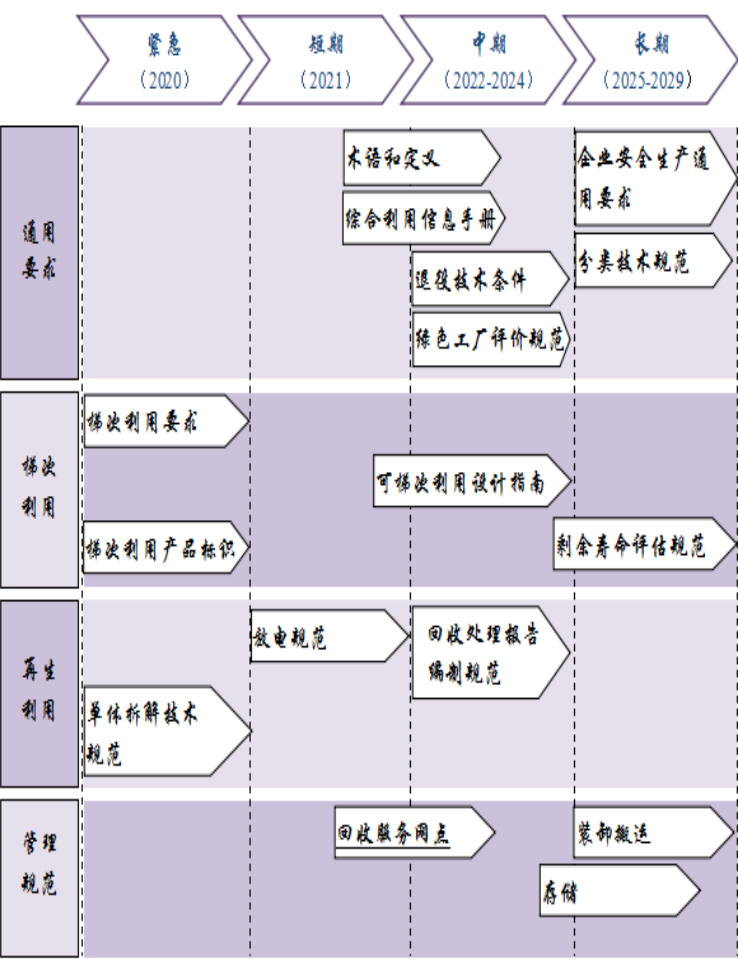 紧急
(2020)
短期
(2021)
中期
(2022-2024)
长期
(2025-2029)
通用
要求
术语和定义
综合利用信息手册
退役技术条件
绿色工厂评价规范
企业安全生产通
用要求
分类技术规范
梯次
利用
梯次利用要求
可梯次利用设计指南
梯次利用产品标识
剩余寿命评估规范
再生
利用
放电规范
回收处理报告
编制规范
单体拆解技术
规范
管理
规范
回收服务网点
装卸搬运
存储